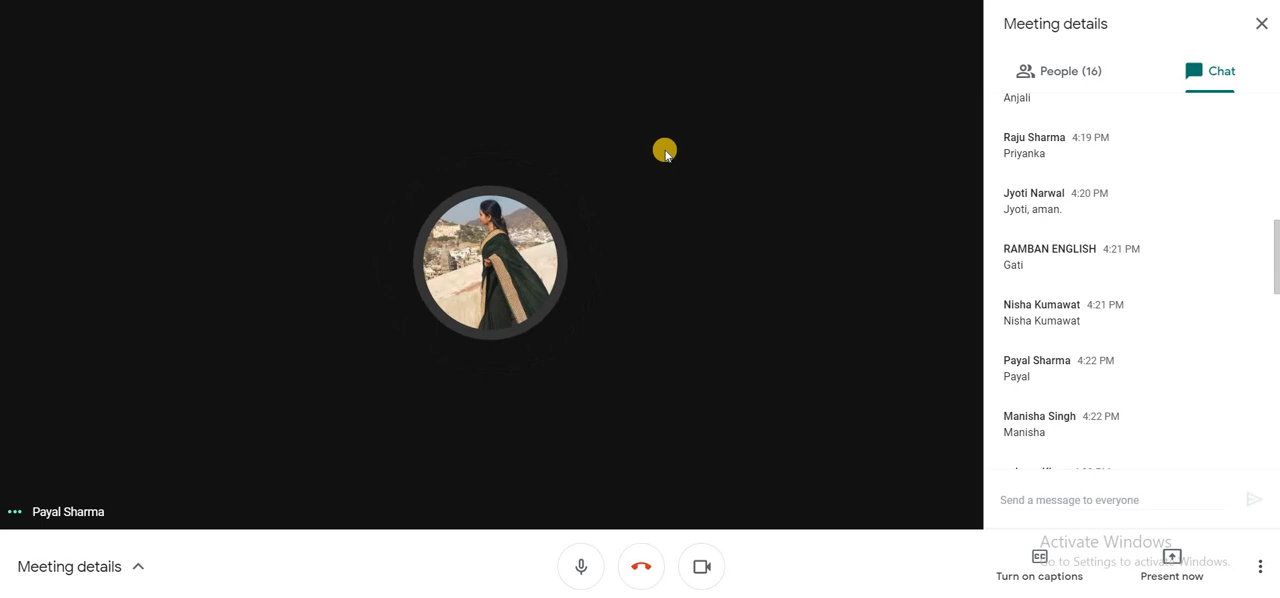 Meeting details
People (16)
Chat
Anjali
Raju Sharma 4:19 PM
Priyanka
Jyoti Narwal 4:20 PM
Jyoti, aman.
RAMBAN ENGLISH 4:21 PM
Gati
Nisha Kumawat 4:21 PM
Nisha Kumawat
Payal Sharma 4:22 PM
Payal
Manisha Singh 4:22 PM
Manisha
Send a message to everyone
Payal Sharma
Meeting details
Activate Windows
Go to Settings to activate Windows.
Turn on captions
Present now